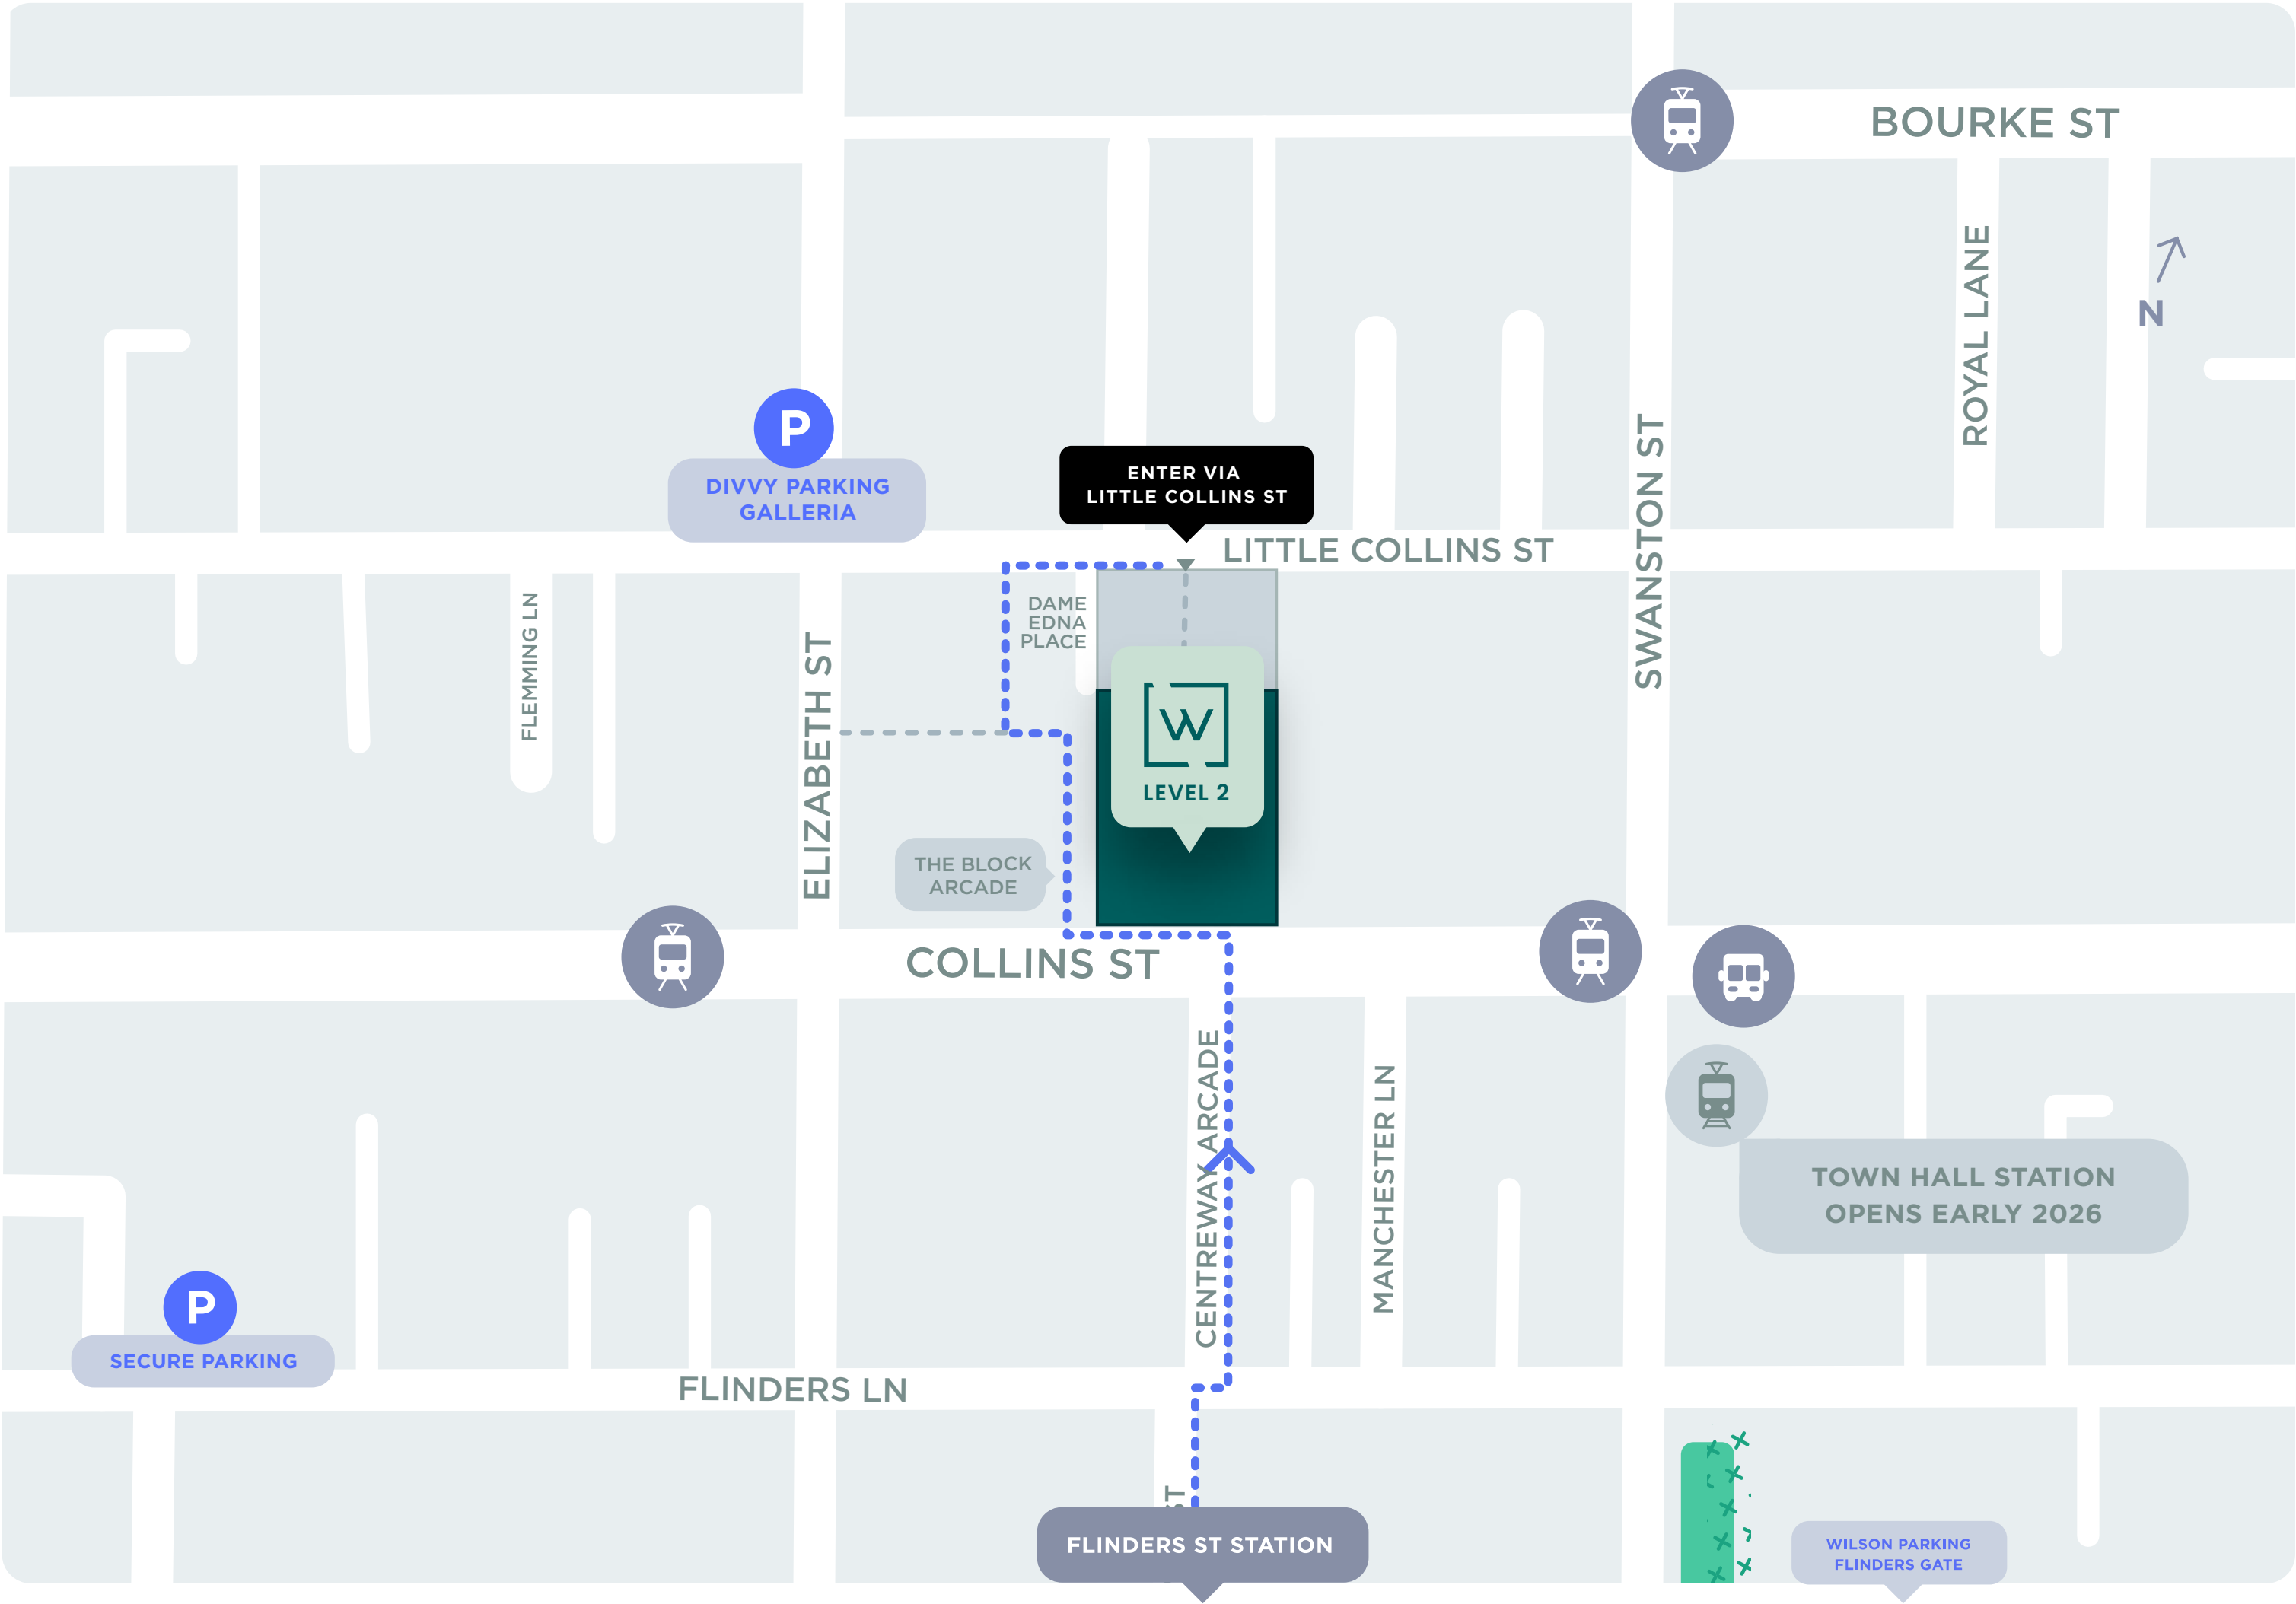 BOURKE ST
ROYAL LANE
N
P
DIVVY PARKING
GALLERIA
ENTER VIA
LITTLE COLLINS ST
LITTLE COLLINS ST
SWANSTON ST
FLEMMING LN
ELIZABETH ST
DAME
EDNA
PLACE
W
LEVEL 2
THE BLOCK
ARCADE
COLLINS ST
CENTREWAY ARCADE
MANCHESTER LN
TOWN HALL STATION
OPENS EARLY 2026
P
SECURE PARKING
FLINDERS LN
FLINDERS ST STATION
WILSON PARKING
FLINDERS GATE